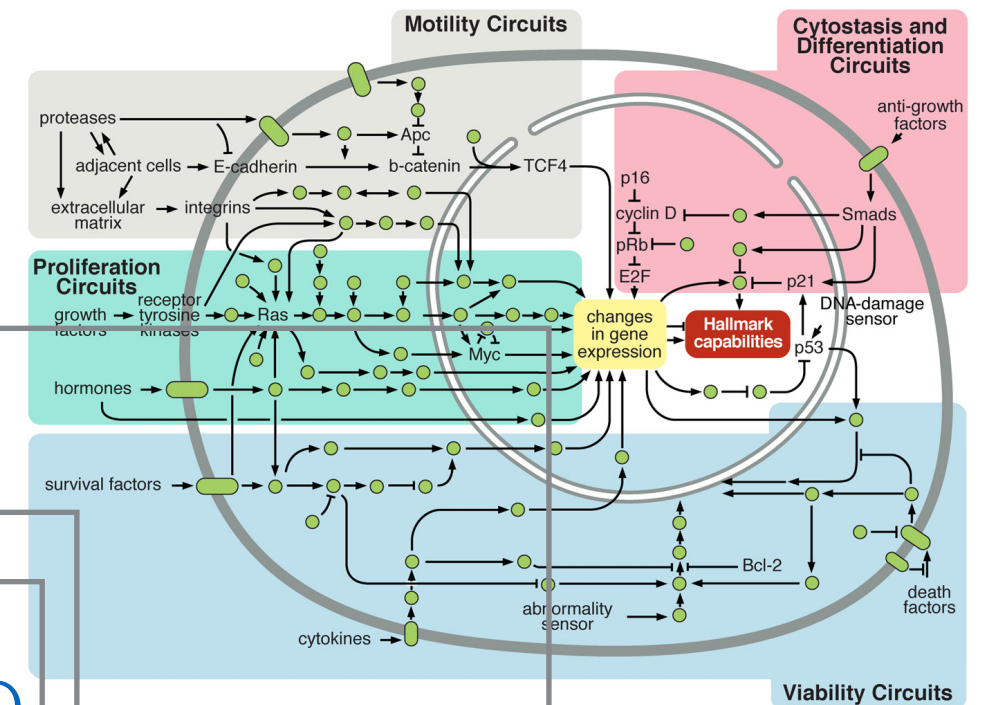 Motility Circuits
Cytostasis and
Differentiation
Circuits
proteases
Apc
anti-growth
factors
adjacent cells
E-cadherin
b-catenin
TCF4
p16
extracellular
matrix
integrins
cyclin D
Smads
pRb
E2F
p21
Proliferation
Circuits
receptor
tyrosine
kinases
growth
factors
Ras
Myc
changes
in gene
expression
Hallmark
capabilities
DNA-damage
sensor
p53
hormones
survival factors
Bcl-2
abnormality
sensor
death
factors
cytokines
Viability Circuits